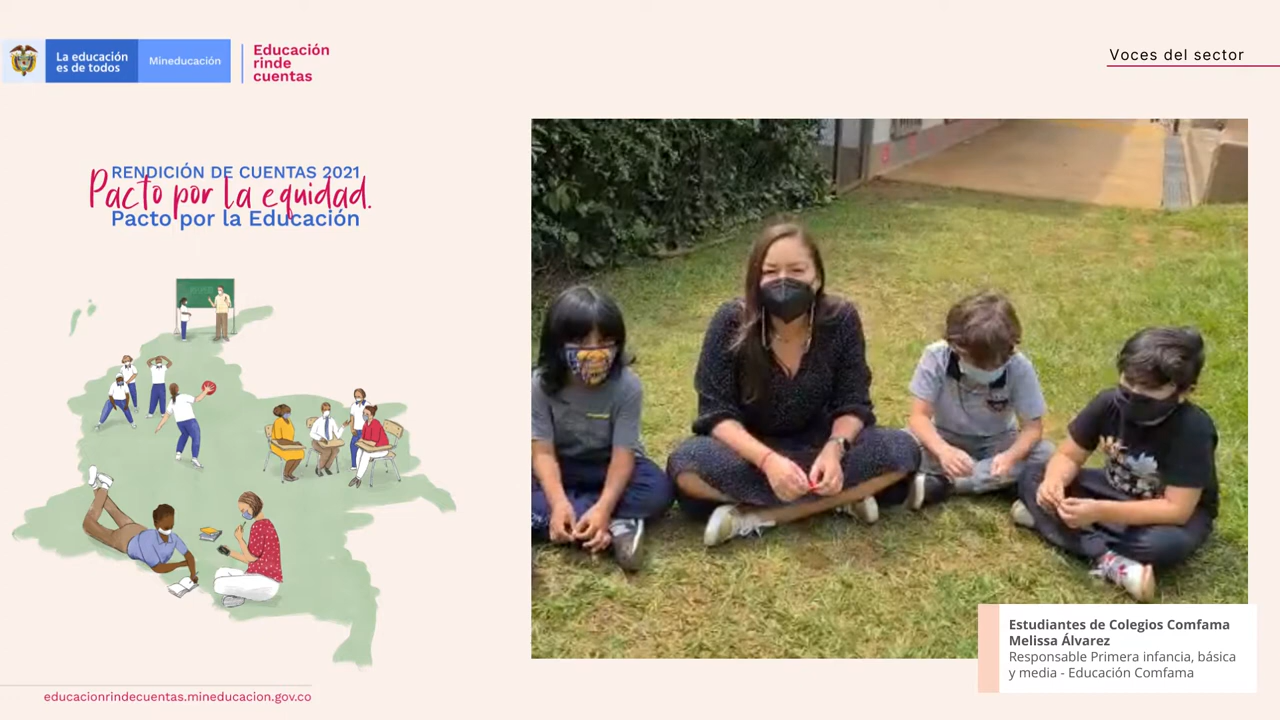 La educación
es de todos
Mineducación
Educación
rinde
cuentas
Voces del sector
RENDICIÓN DE CUENTAS 2021
Pacto por la equidad.
Pacto por la Educación
Estudiantes de Colegios Comfama
Melissa Álvarez
Responsable Primera infancia, básica
y media - Educación Comfama
educacionrindecuentas.mineducacion.gov.co